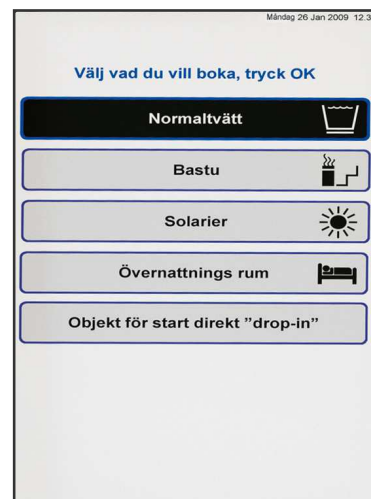 Måndag 26 Jan 2009 12.3
Välj vad du vill boka, tryck OK
Normaltvätt
Bastu
Solarier
Övernattnings rum
Objekt för start direkt ”drop-in”